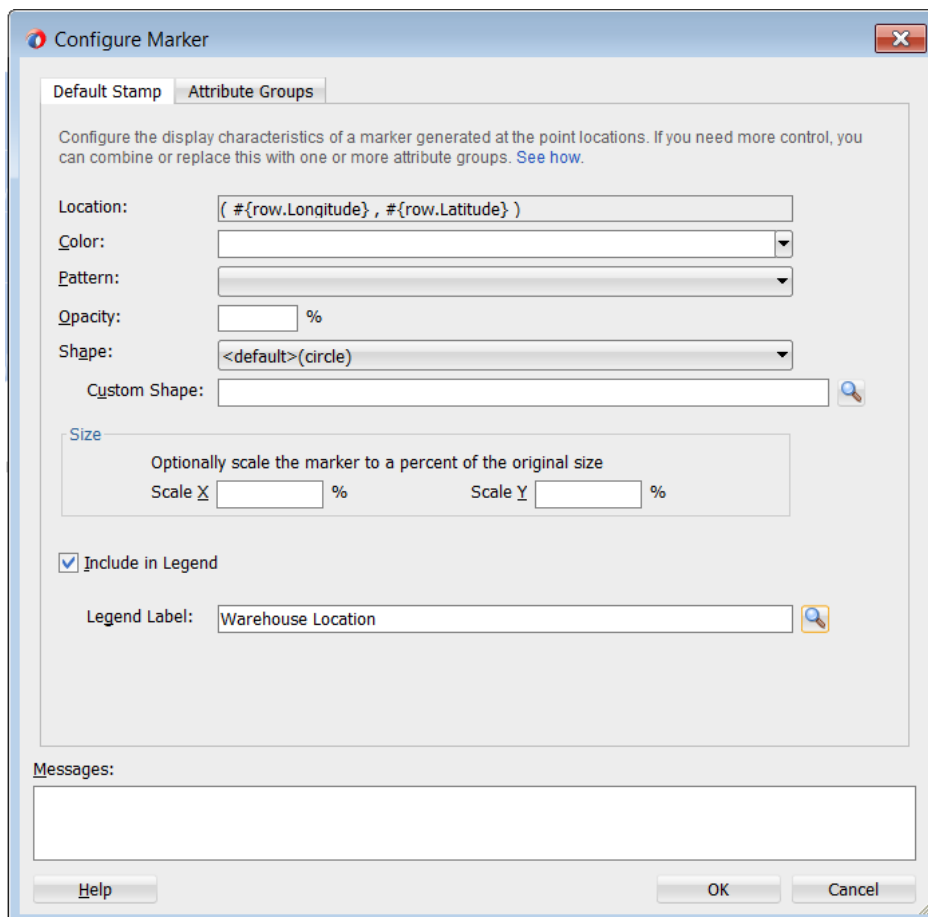 Configure Marker
Default Stamp Attribute Groups
Configure the display characteristics of a marker generated at the point locations. If you need more control, you
can combine or replace this with one or more attribute groups. See how.
Location: ( #{row.Longitude} , #{row.Latitude} )
Color:
Pattern:
Opacity: %
Shape: <default>(circle)
Custom Shape:
Size
Optionally scale the marker to a percent of the original size
Scale X % Scale Y %
Include in Legend
Legend Label: Warehouse Location
Messages:
Help OK Cancel